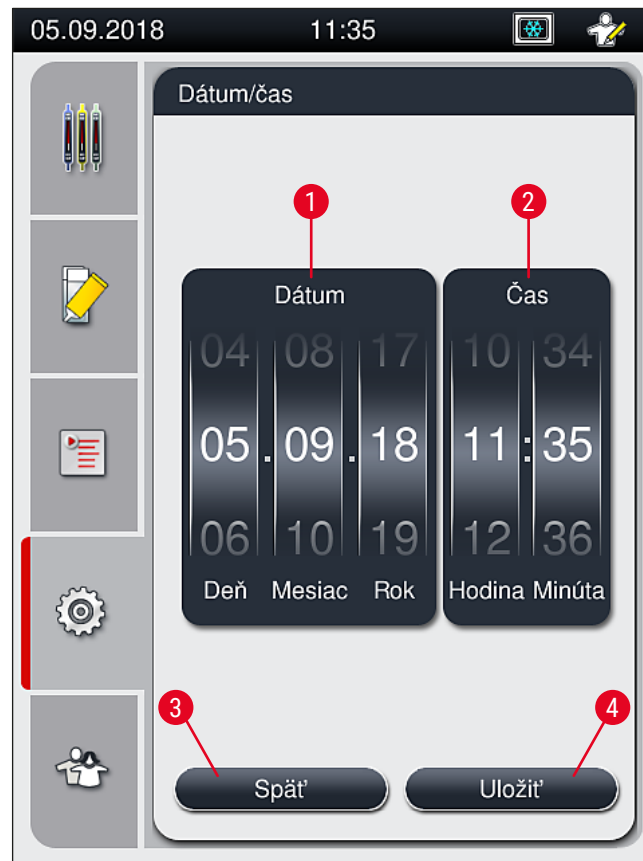 05.09.2018 11:35
Dátum/čas
1 2
Dátum Čas
04 08 17 10 34
05 . 09 . 18 11 : 35
06 10 19 12 36
Deň Mesiac Rok Hodina Minúta
3 4
Späť Uložiť